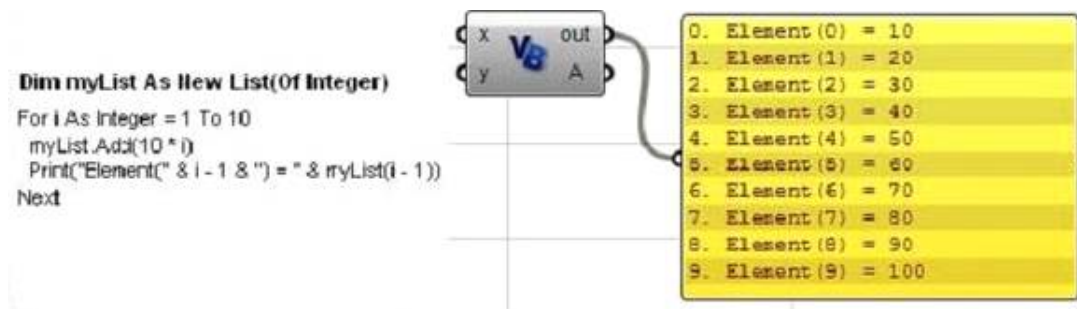 Dim myList As New List(Of Integer)
For i As Integer = 1 To 10
myList.Add(10 * i)
Print("Element(" & i - 1 & ") = " & myList(i - 1))
Next
x
y
VB
out
A
0. Element(0) = 10
1. Element(1) = 20
2. Element(2) = 30
3. Element(3) = 40
4. Element(4) = 50
5. Element(5) = 60
6. Element(6) = 70
7. Element(7) = 80
8. Element(8) = 90
9. Element(9) = 100